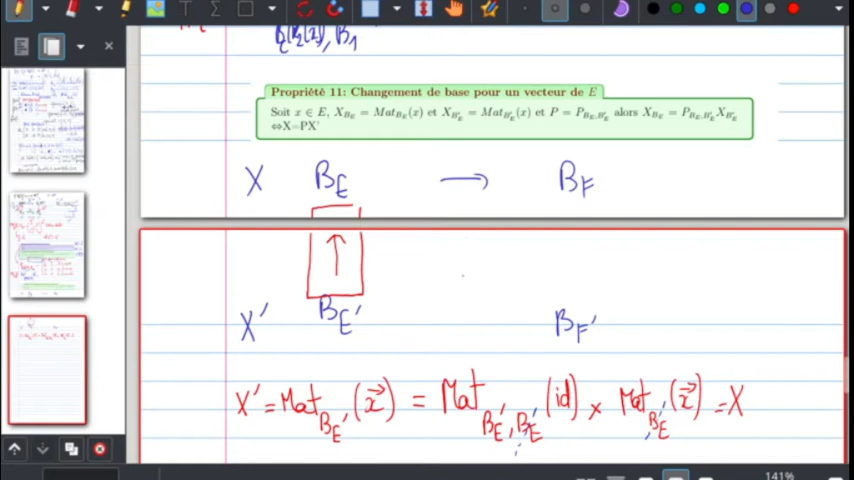 Propriété 11: Changement de base pour un vecteur de E
Soit x ∈ E, X_{B_E} = Mat_{B_E}(x) et X_{B'_E} = Mat_{B'_E}(x) et P = P_{B_E,B'_E} alors X_{B_E} = P_{B_E,B'_E} X_{B'_E}
⇔X=PX'
X B_E → B_F
↑
X' B_E' B_F'
X' = Mat_{B_E'}(x⃗) = Mat_{B_E', B_E'}(id) × Mat_{B_E'}(x⃗) = X
141%